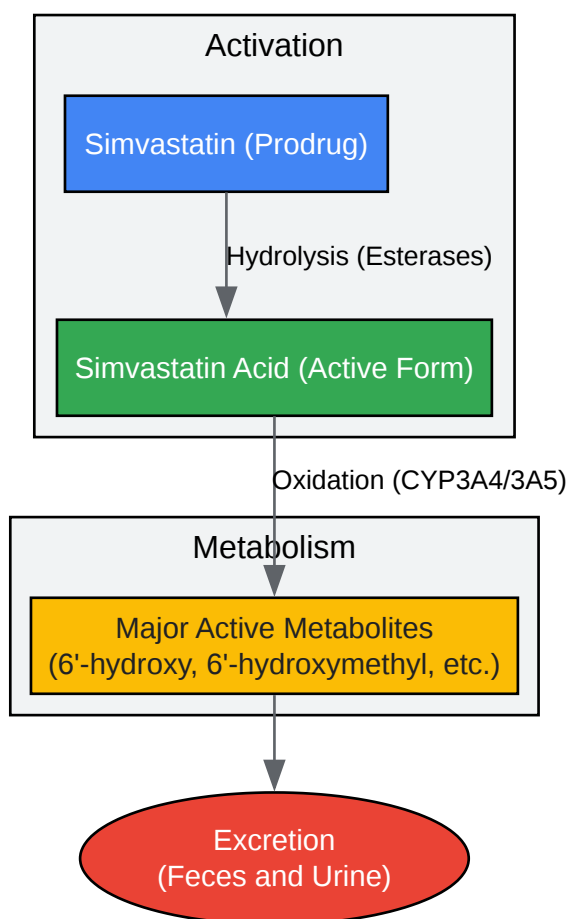 Activation
Simvastatin (Prodrug)
Hydrolysis (Esterases)
Simvastatin Acid (Active Form)
Oxidation (CYP3A4/3A5)
Metabolism
Major Active Metabolites
(6'-hydroxy, 6'-hydroxymethyl, etc.)
Excretion
(Feces and Urine)